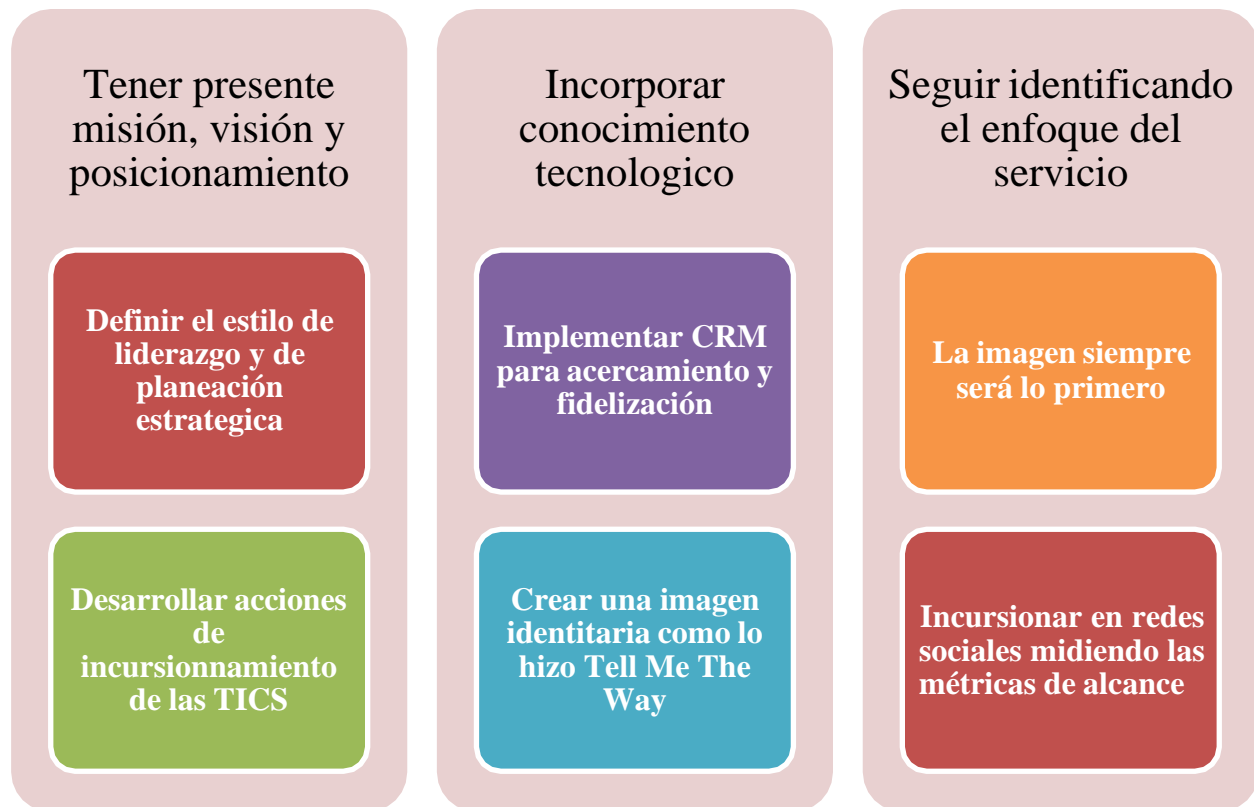 Tener presente
misión, visión y
posicionamiento
Definir el estilo de
liderazgo y de
planeación
estrategica
Desarrollar acciones
de
incursionnamiento
de las TICS
Incorporar
conocimiento
tecnologico
Implementar CRM
para acercamiento y
fidelización
Crear una imagen
identitaria como lo
hizo Tell Me The
Way
Seguir identificando
el enfoque del
servicio
La imagen siempre
será lo primero
Incursionar en redes
sociales midiendo las
métricas de alcance